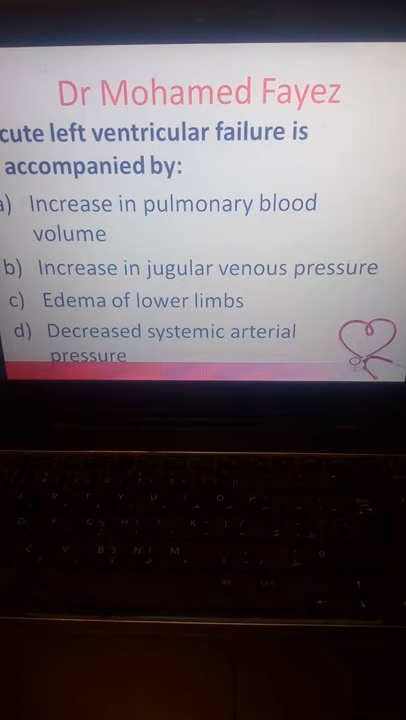 Dr Mohamed Fayez
cute left ventricular failure is
accompanied by:
a) Increase in pulmonary blood
volume
b) Increase in jugular venous pressure
c) Edema of lower limbs
d) Decreased systemic arterial
pressure
E R T Y U I O P
D F G H J K L
C V B N M